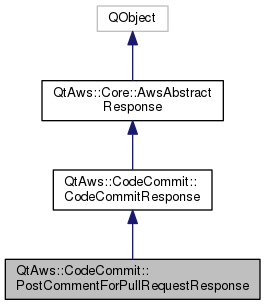 QObject
QtAws::Core::AwsAbstract
Response
QtAws::CodeCommit::
CodeCommitResponse
QtAws::CodeCommit::
PostCommentForPullRequestResponse